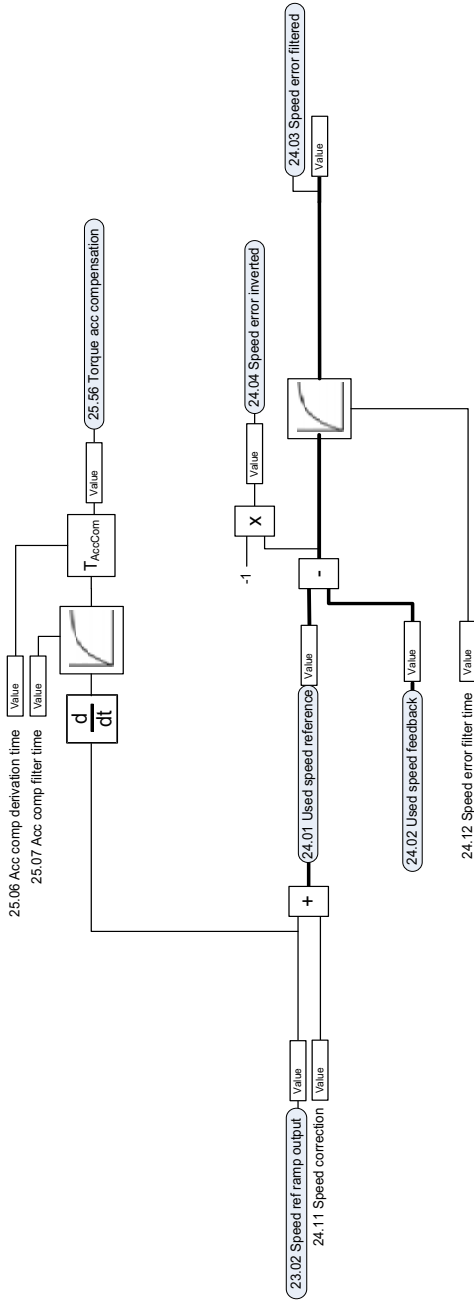 25.06 Acc comp derivation time
Value
25.07 Acc comp filter time
Value
d
dt
TAccCom
Value
25.56 Torque acc compensation
-1
x
Value
24.04 Speed error inverted
23.02 Speed ref ramp output
Value
24.11 Speed correction
Value
+
24.01 Used speed reference
Value
-
24.02 Used speed feedback
Value
24.12 Speed error filter time
Value
Value
24.03 Speed error filtered